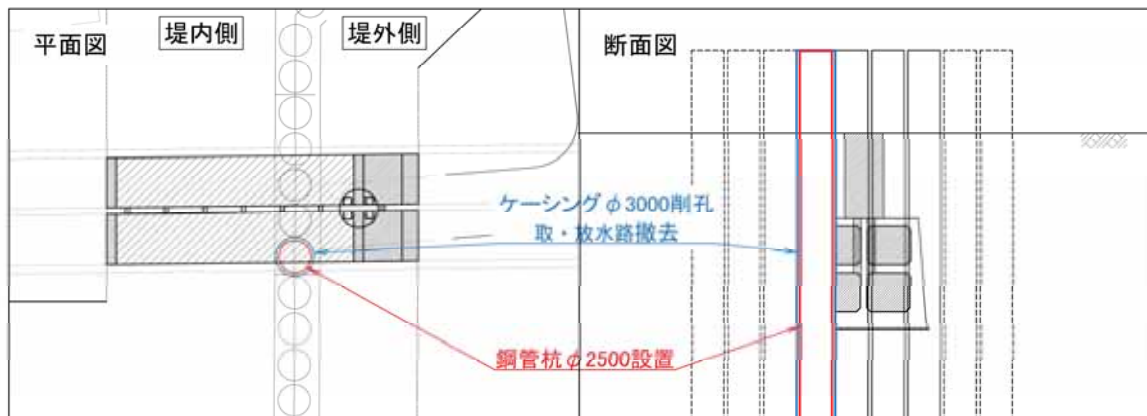 平面図
堤内側
堤外側
断面図
ケーシングφ3000削孔
取・放水路撤去
鋼管杭φ2500設置